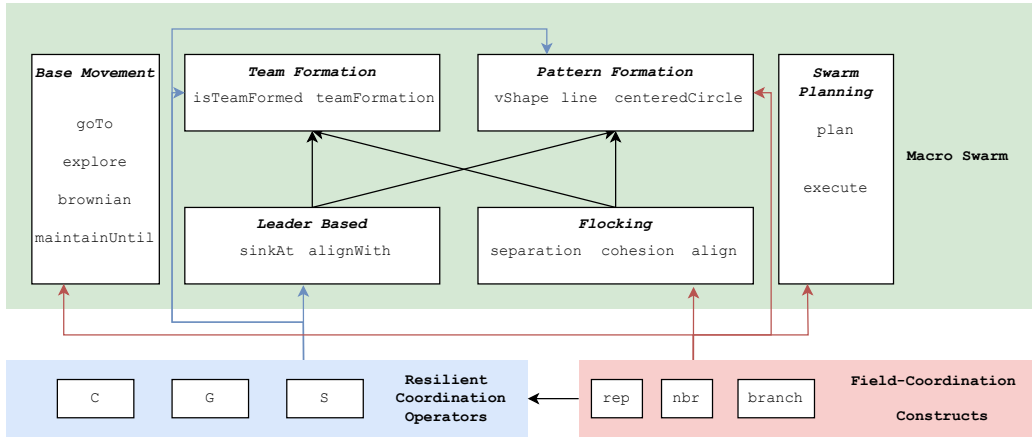 Base Movement
goTo
explore
brownian
maintainUntil
Team Formation
isTeamFormed teamFormation
Pattern Formation
vShape line centeredCircle
Swarm
Planning
plan
execute
Macro Swarm
Leader Based
sinkAt alignWith
Flocking
separation cohesion align
C
G
S
Resilient
Coordination
Operators
rep
nbr
branch
Field-Coordination
Constructs